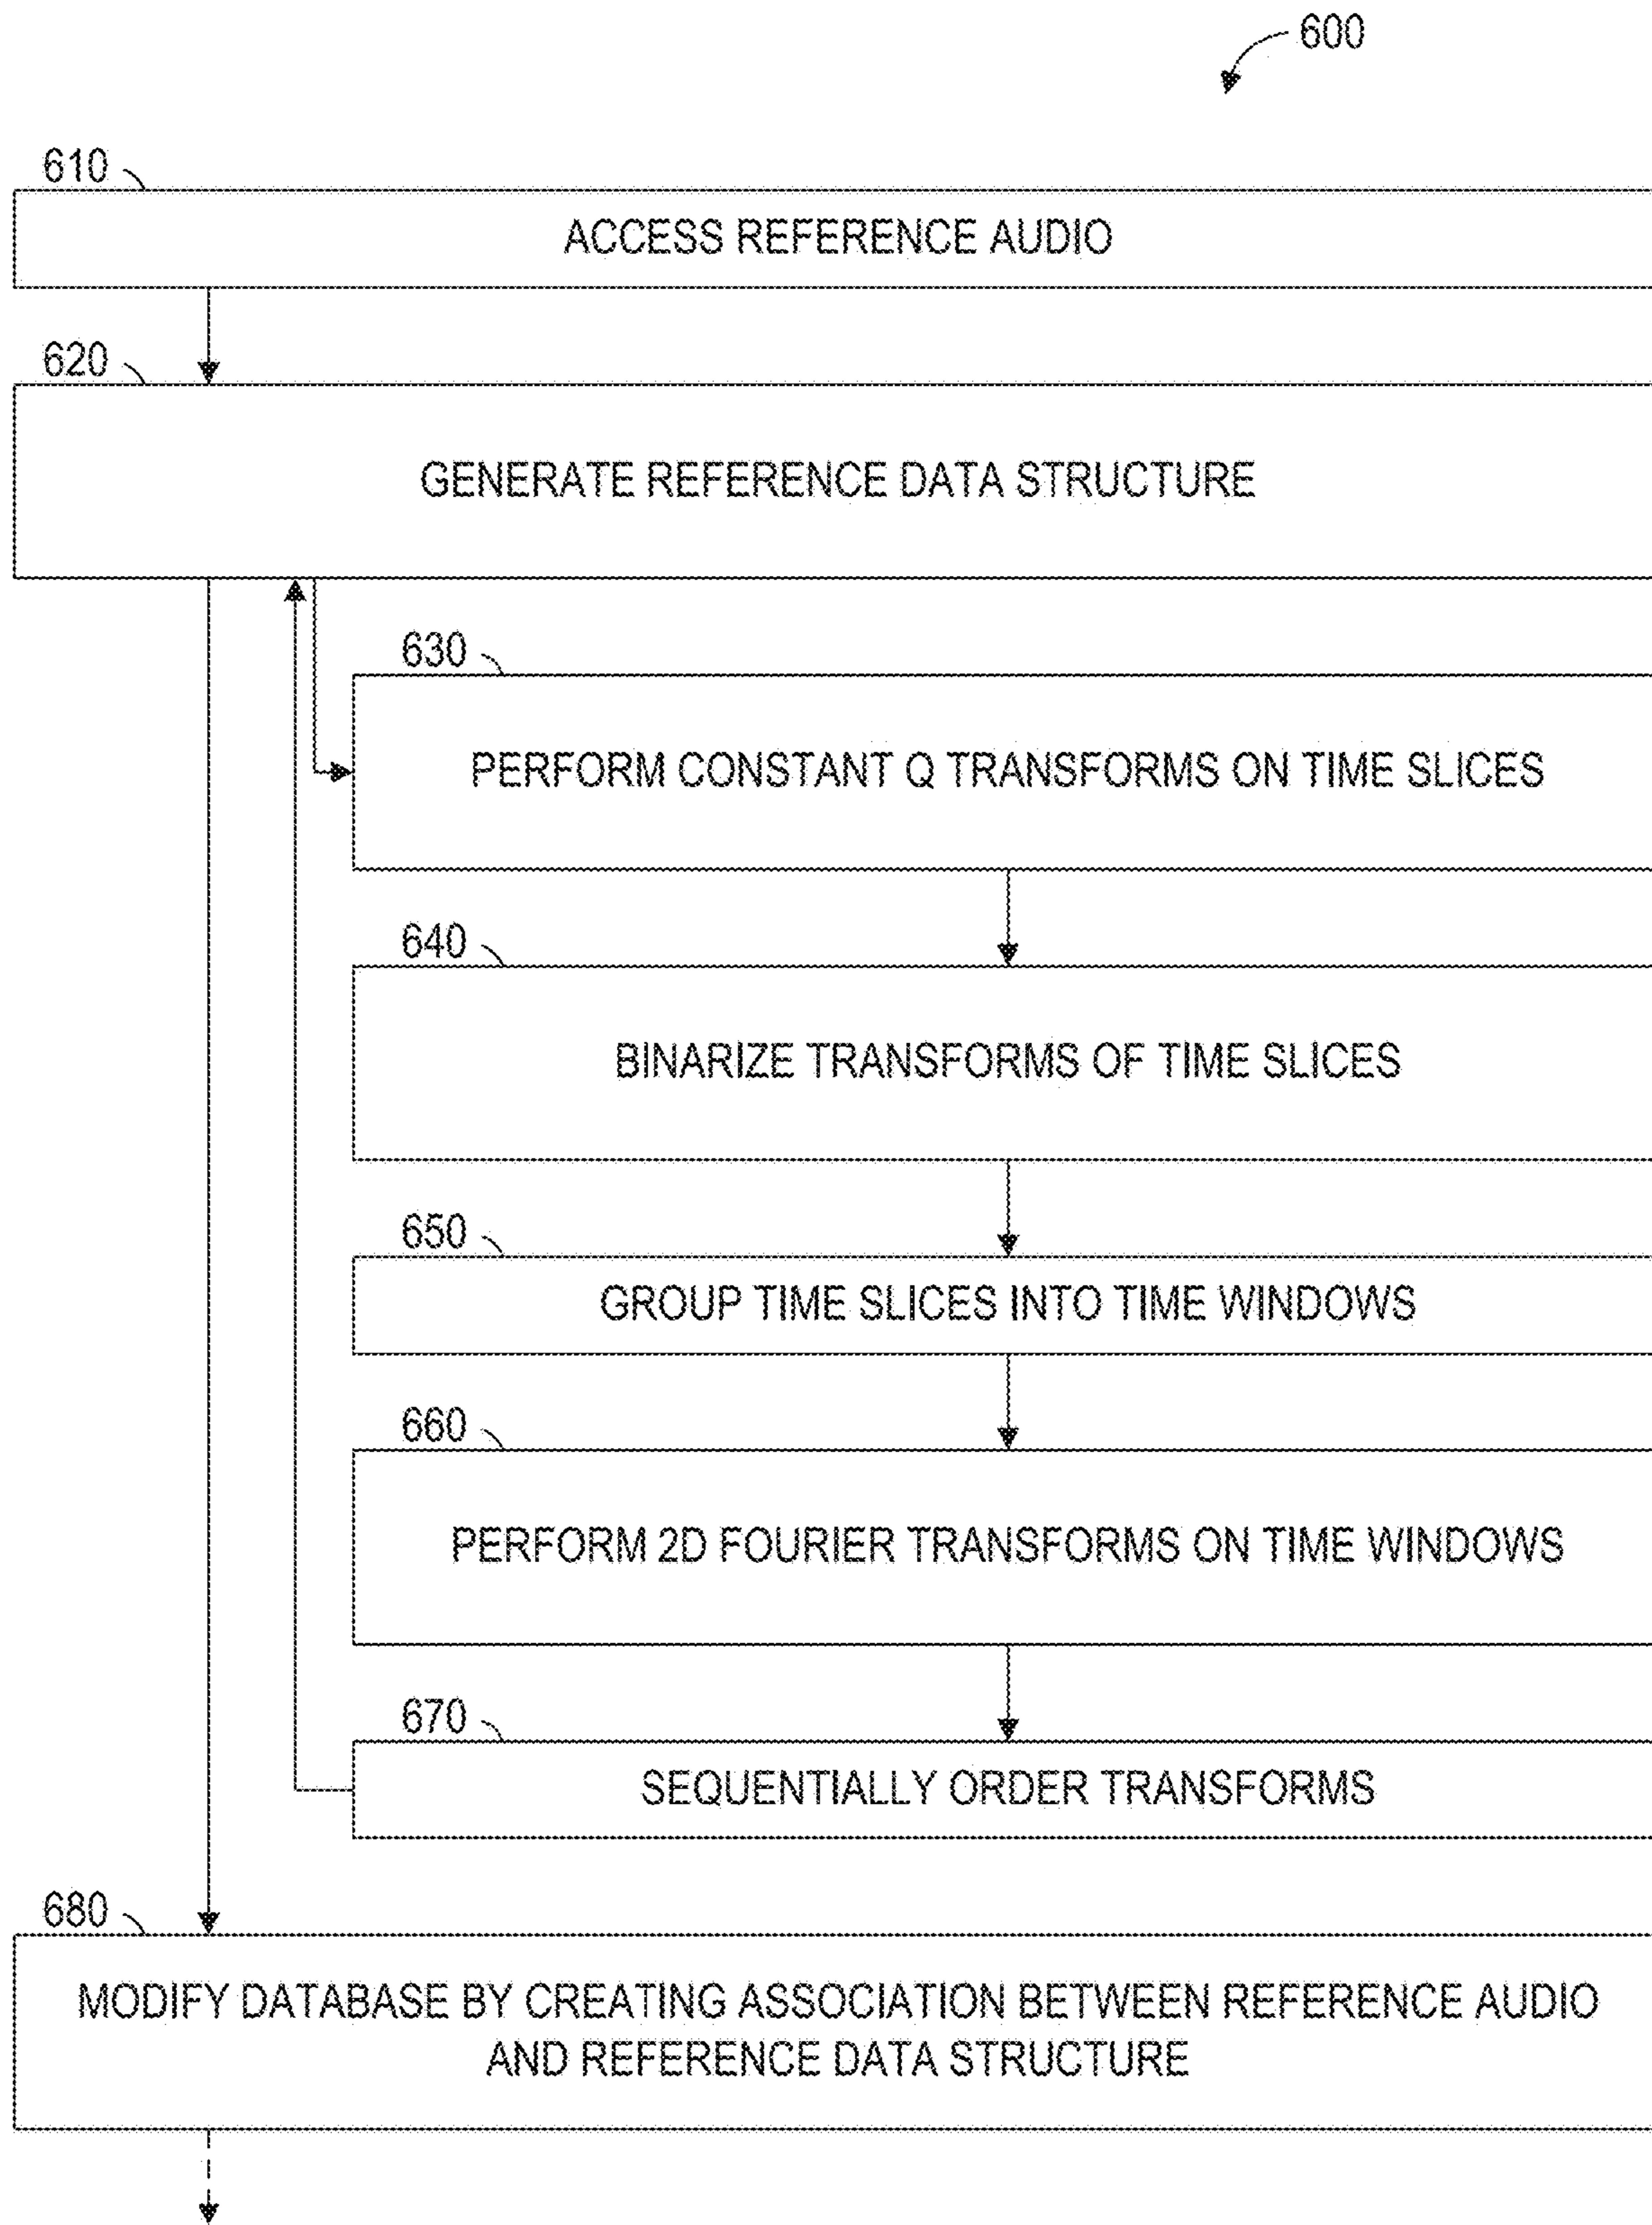 600
610
ACCESS REFERENCE AUDIO
620
GENERATE REFERENCE DATA STRUCTURE
630
PERFORM CONSTANT Q TRANSFORMS ON TIME SLICES
640
BINARIZE TRANSFORMS OF TIME SLICES
650
GROUP TIME SLICES INTO TIME WINDOWS
660
PERFORM 2D FOURIER TRANSFORMS ON TIME WINDOWS
670
SEQUENTIALLY ORDER TRANSFORMS
680
MODIFY DATABASE BY CREATING ASSOCIATION BETWEEN REFERENCE AUDIO
AND REFERENCE DATA STRUCTURE